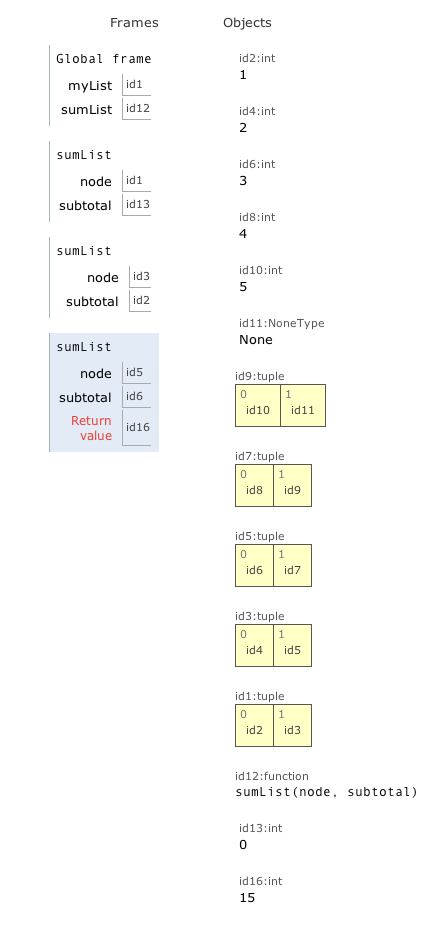 Frames
Objects
Global frame
myList id1
sumList id12
sumList
node id1
subtotal id13
sumList
node id3
subtotal id2
sumList
node id5
subtotal id6
Return
value id16
id2:int
1
id4:int
2
id6:int
3
id8:int
4
id10:int
5
id11:NoneType
None
id9:tuple
0 1
id10 id11
id7:tuple
0 1
id8 id9
id5:tuple
0 1
id6 id7
id3:tuple
0 1
id4 id5
id1:tuple
0 1
id2 id3
id12:function
sumList(node, subtotal)
id13:int
0
id16:int
15